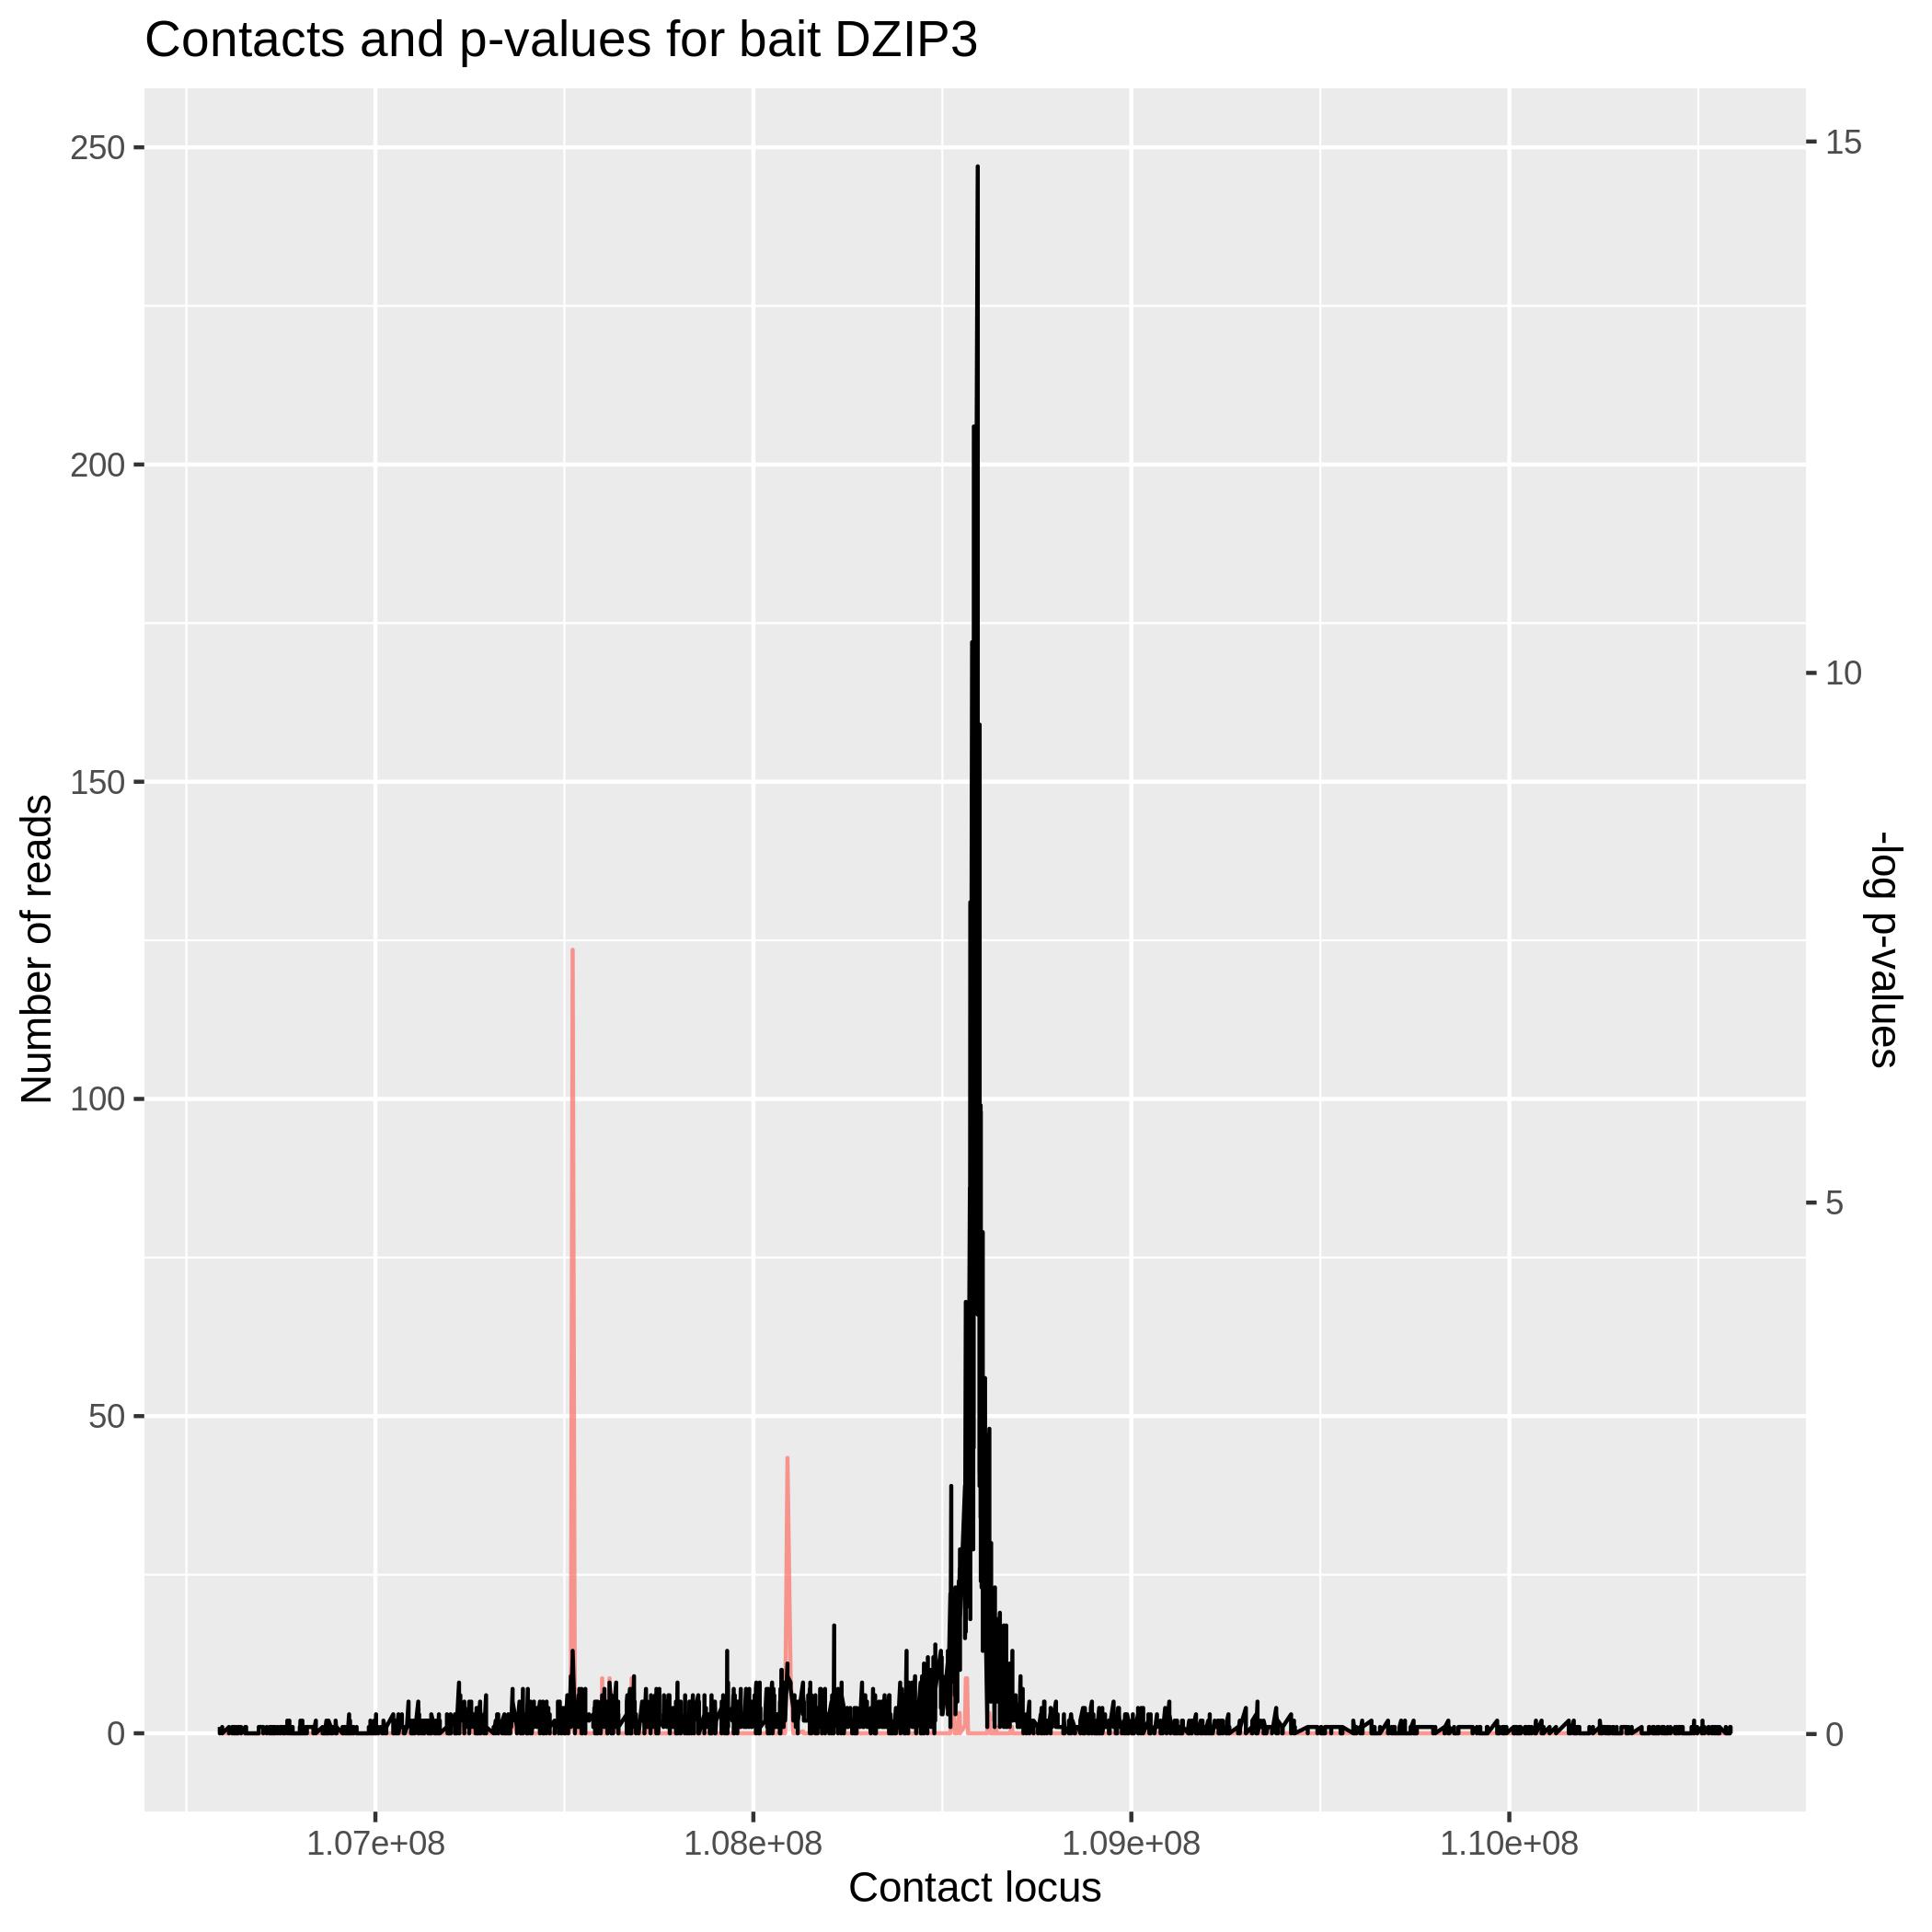 Contacts and p-values for bait DZIP3
250
200
150
100
50
0
Number of reads
15
10
5
0
-log p-values
1.07e+08
1.08e+08
1.09e+08
1.10e+08
Contact locus